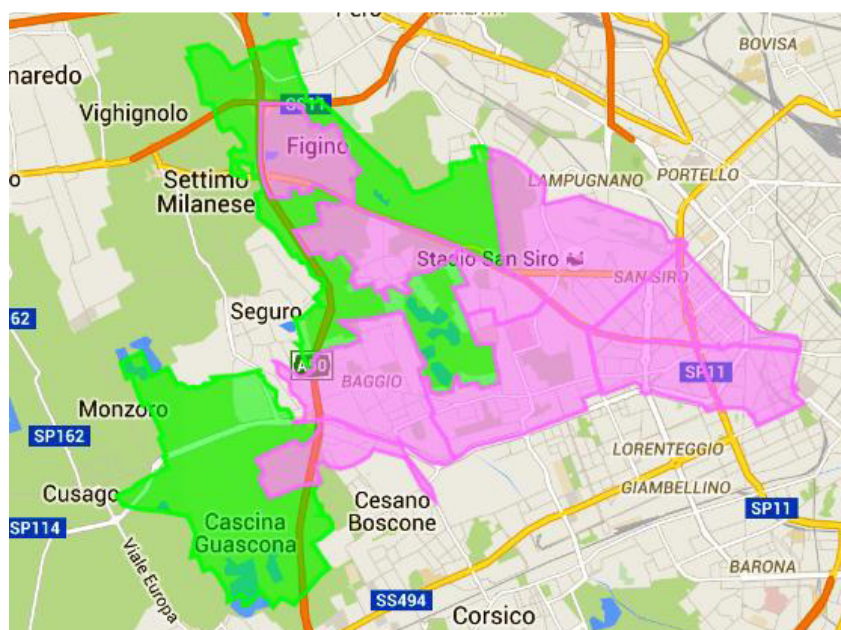 BOVISA
naredo
Vighignolo
SS11
Figino
Settimo
Milanese
LAMPUGNANO
PORTELLO
Stadio San Siro
SAN SIRO
Seguro
62
A50
BAGGIO
SP11
Monzoro
SP162
LORENTEGGIO
Cusago
Cesano
Boscone
GIAMBELLINO
SP11
SP114
Cascina
Guascona
Viale Europa
BARONA
SS494
Corsico